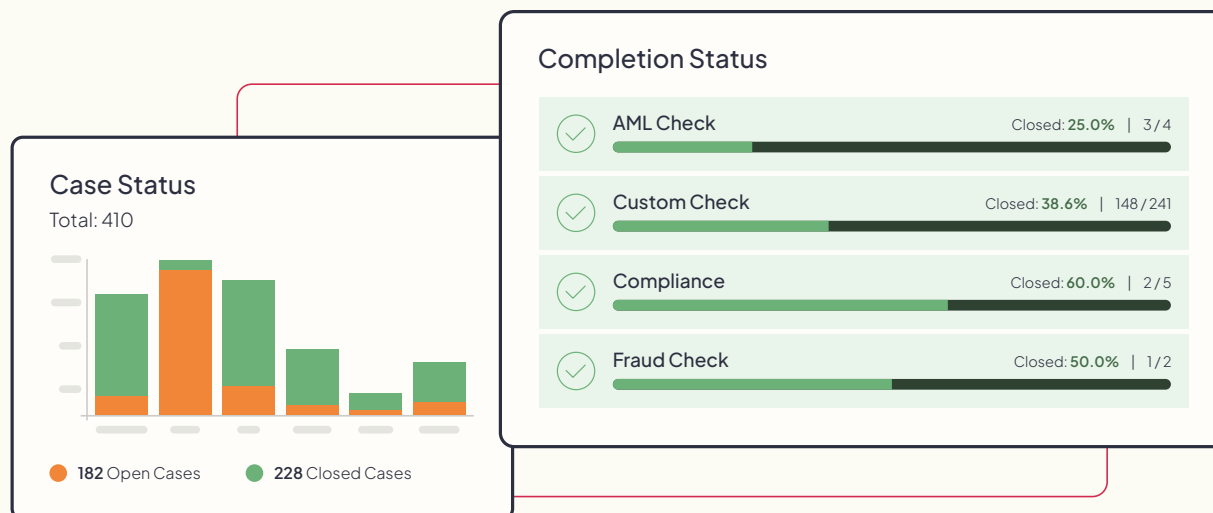 Case Status
Total: 410
182 Open Cases
228 Closed Cases
Completion Status
AML Check
Closed: 25.0% | 3/4
Custom Check
Closed: 38.6% | 148/241
Compliance
Closed: 60.0% | 2/5
Fraud Check
Closed: 50.0% | 1/2